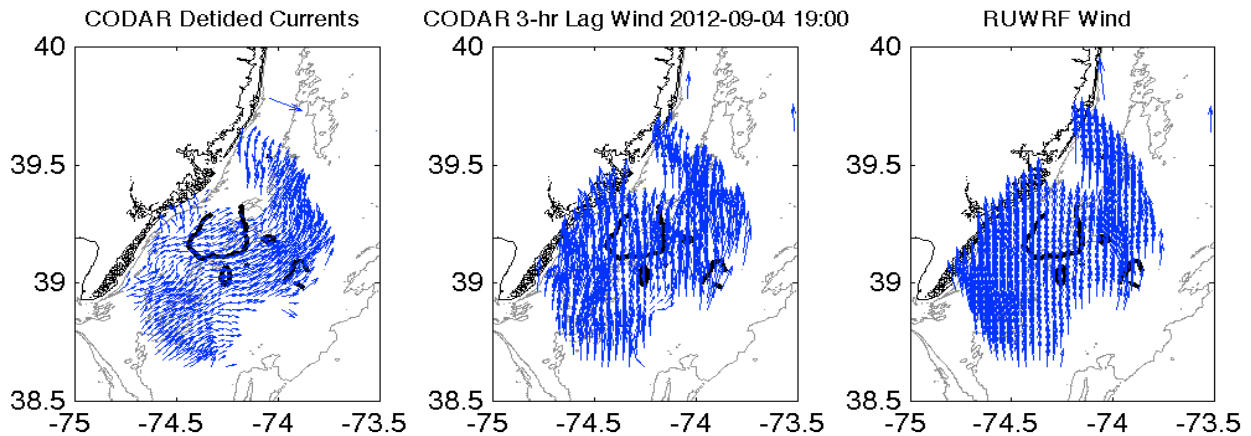 CODAR Detided Currents
CODAR 3-hr Lag Wind 2012-09-04 19:00
RUWRF Wind
40 40 40
39.5 39.5 39.5
39 39 39
38.5 38.5 38.5
-75 -74.5 -74 -73.5 -75 -74.5 -74 -73.5 -75 -74.5 -74 -73.5